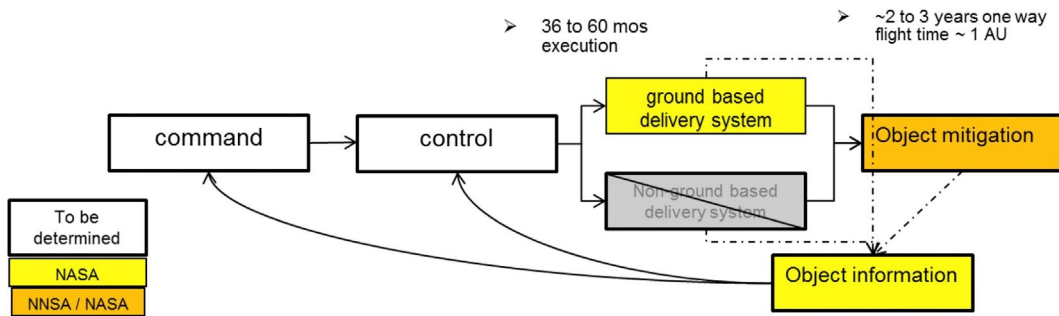 ➢ 36 to 60 mos
execution
➢ ~2 to 3 years one way
flight time ~ 1 AU
command
control
ground based
delivery system
Non-ground based
delivery system
Object mitigation
Object information
To be
determined
NASA
NNSA / NASA